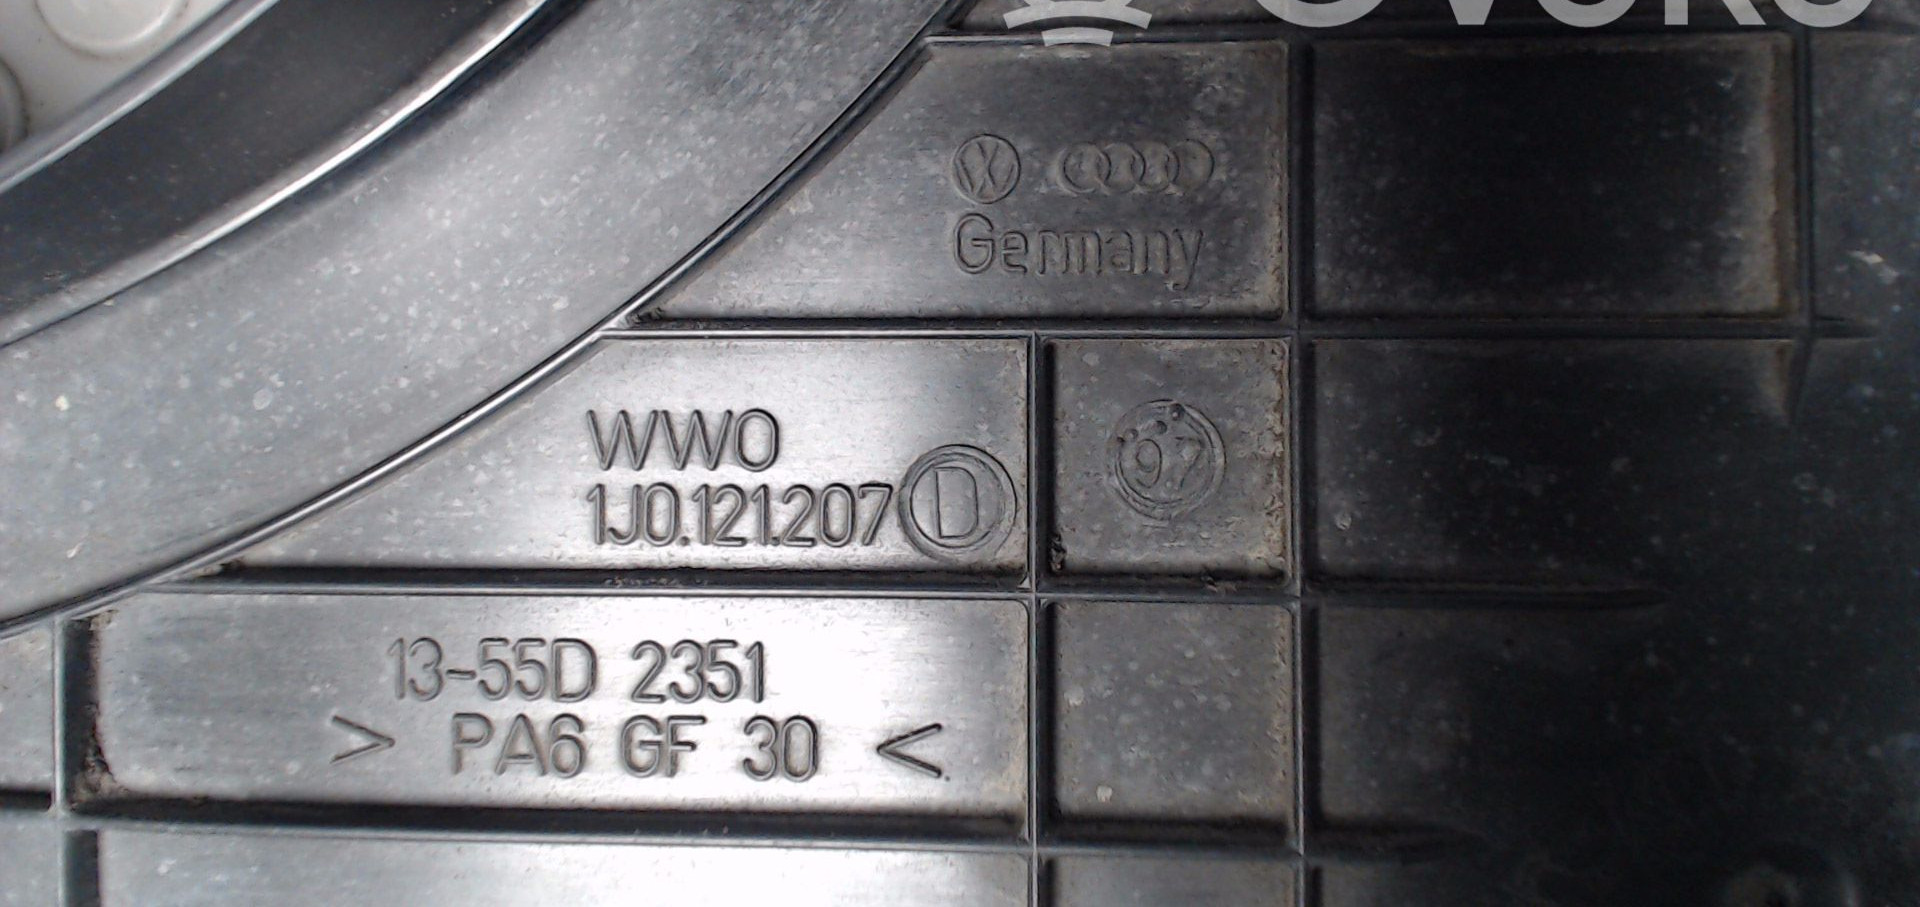 Germany
WWO
1J0.121.207 D
97
13-55D 2351
> PA6 GF 30 <